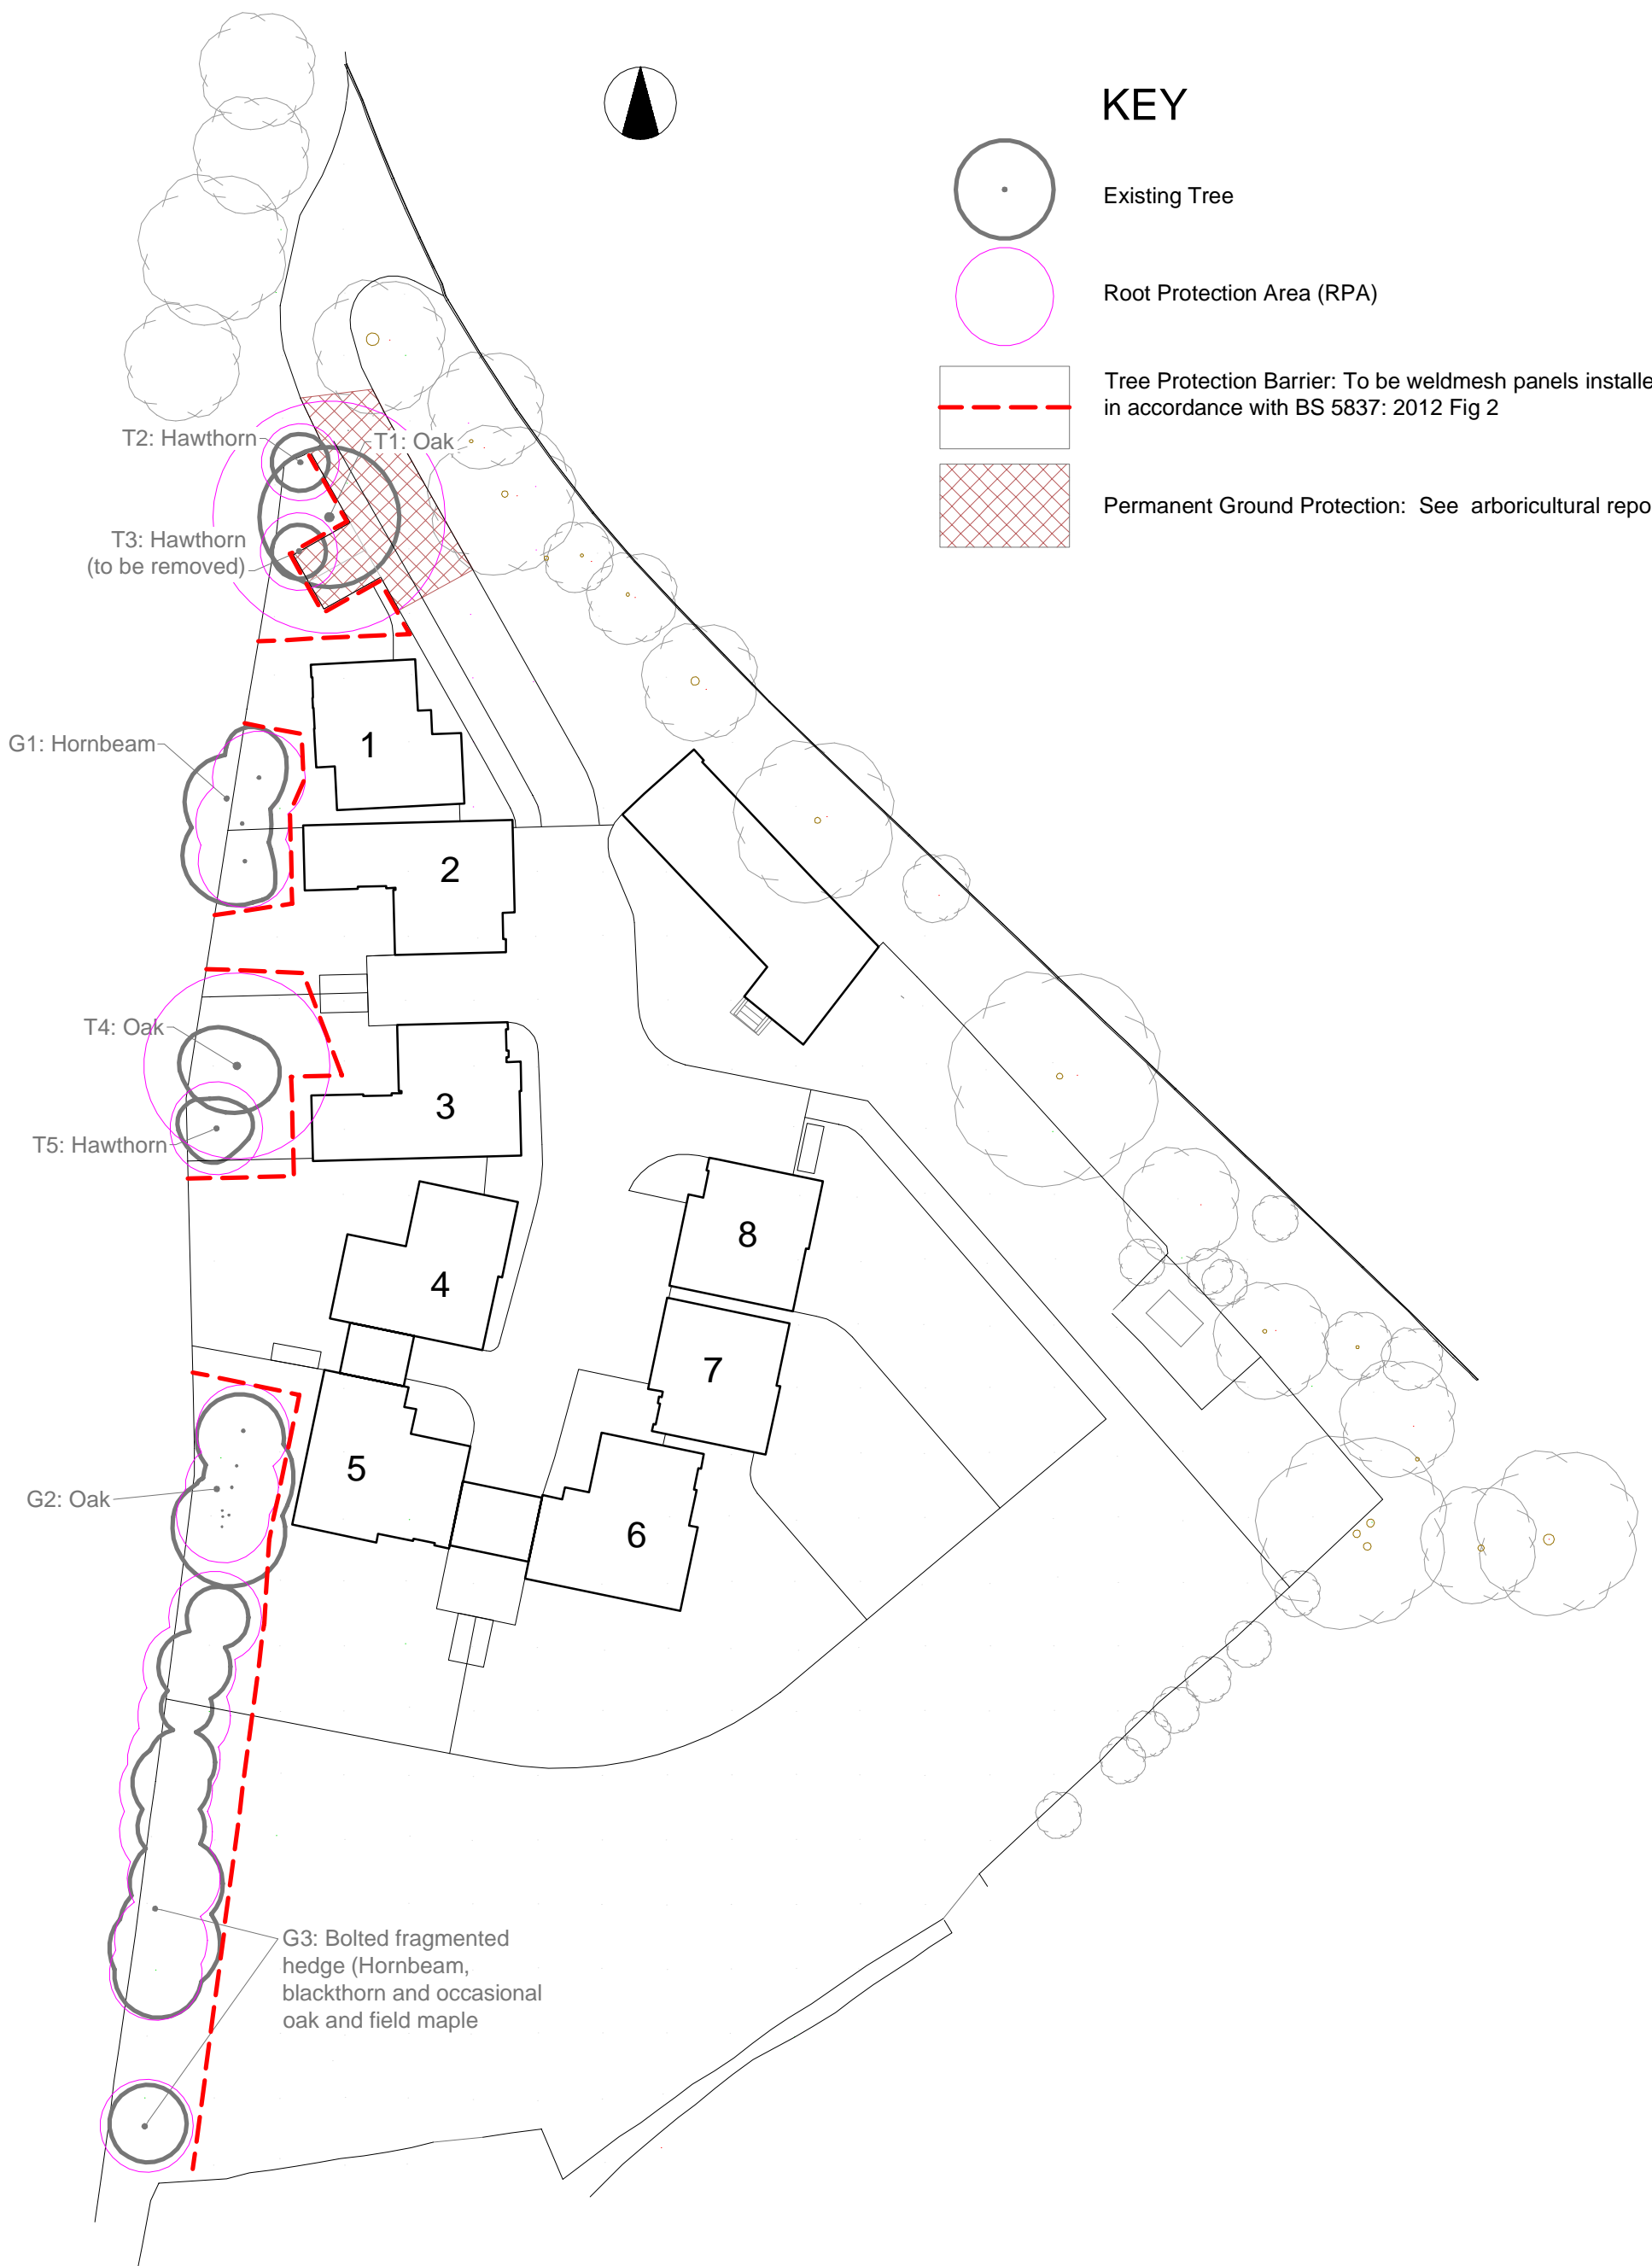 KEY
Existing Tree
Root Protection Area (RPA)
Tree Protection Barrier: To be weldmesh panels installe
in accordance with BS 5837: 2012 Fig 2
Permanent Ground Protection:  See  arboricultural repo
T2: Hawthorn
T1: Oak
T3: Hawthorn
(to be removed)
G1: Hornbeam
1
2
T4: Oak
3
T5: Hawthorn
8
4
7
5
G2: Oak
6
G3: Bolted fragmented
hedge (Hornbeam,
blackthorn and occasional
oak and field maple